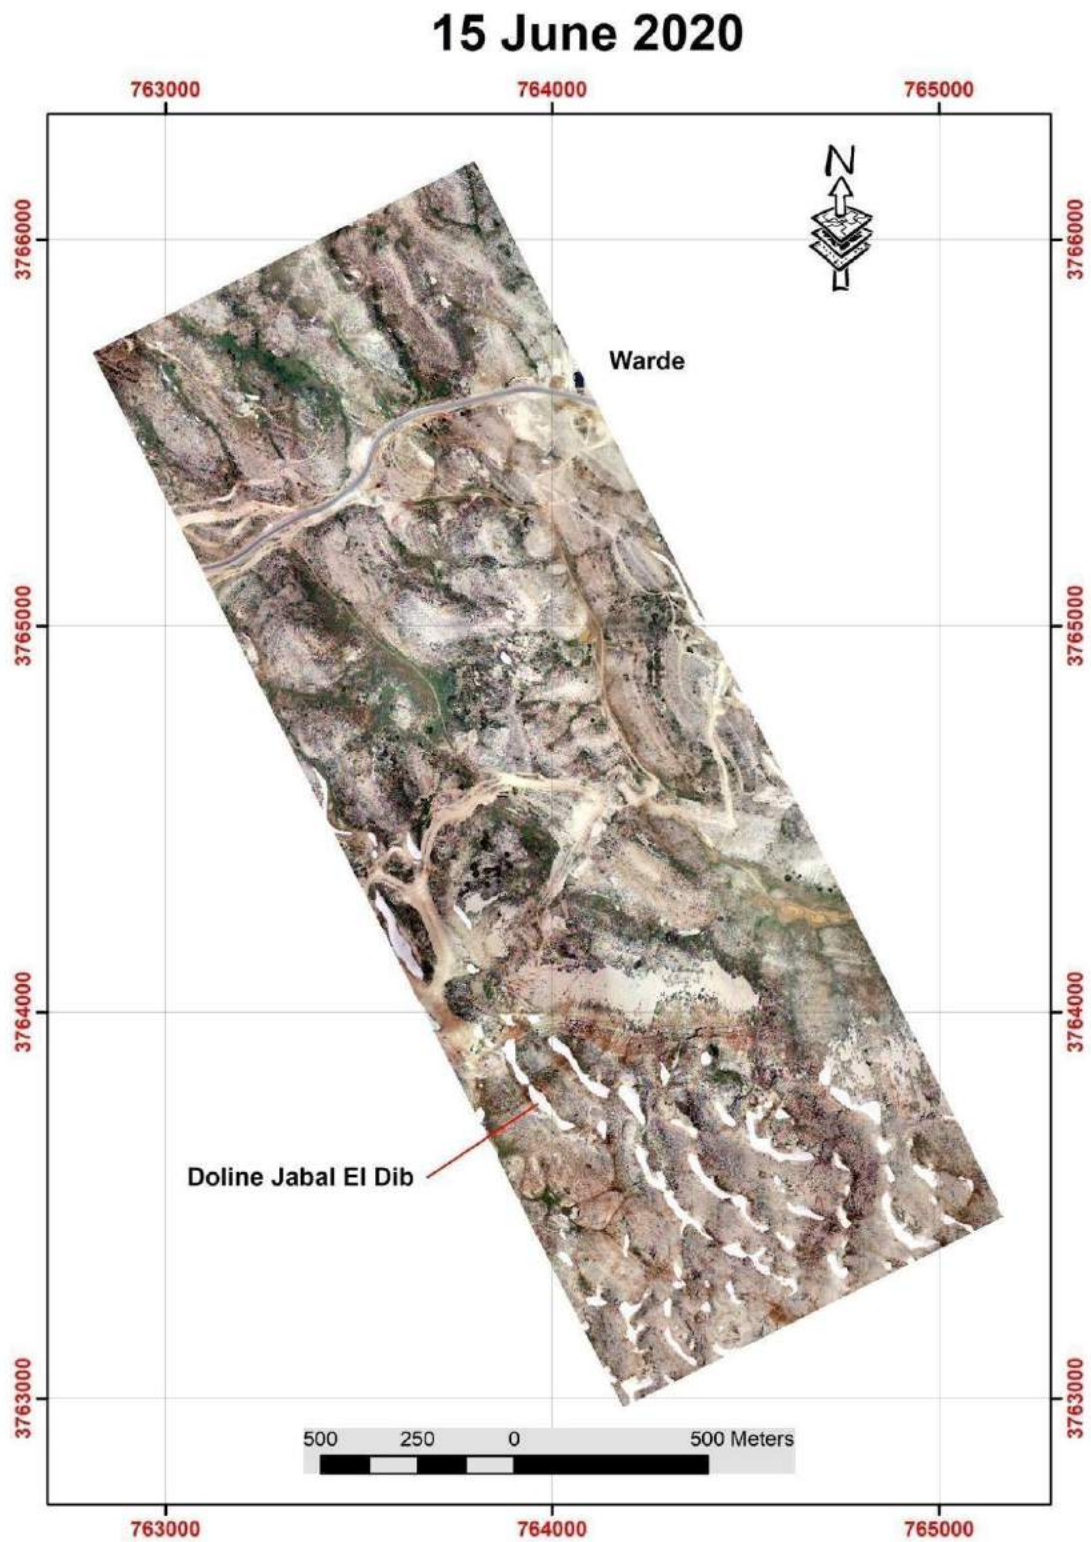 15 June 2020
763000 764000 765000
N
3766000 3766000
Warde
3765000 3765000
3764000 3764000
Doline Jabal El Dib
3763000 3763000
500 250 0 500 Meters
763000 764000 765000